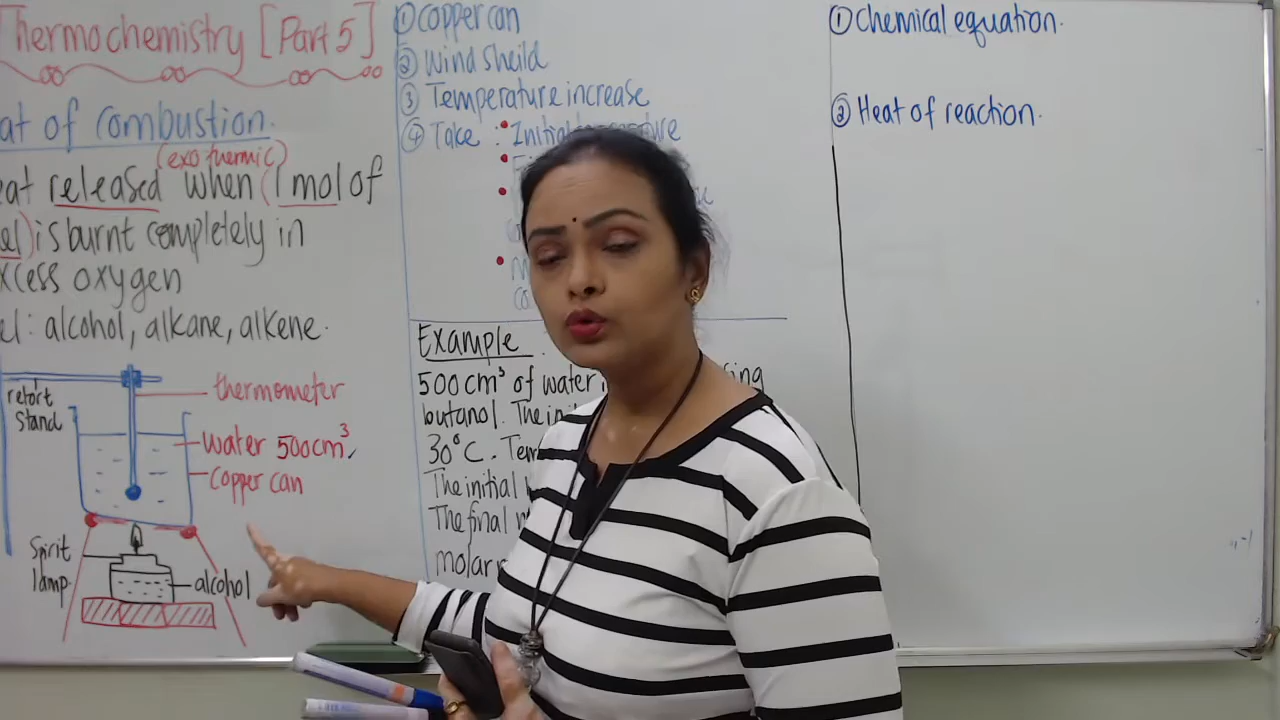 Thermochemistry [Part 5]
at of combustion.
(exothermic)
eat released when (1 mol of
el) is burnt completely in
xcess oxygen
el: alcohol, alkane, alkene.
retort
stand
thermometer
water 500cm³
copper can
Spirit
lamp
alcohol
① copper can
② Wind sheild
③ Temperature increase
④ Take : • Initial
Example
500 cm³ of water
butanol. The
30°C.
The initial
The final
molar
① Chemical equation.
② Heat of reaction.